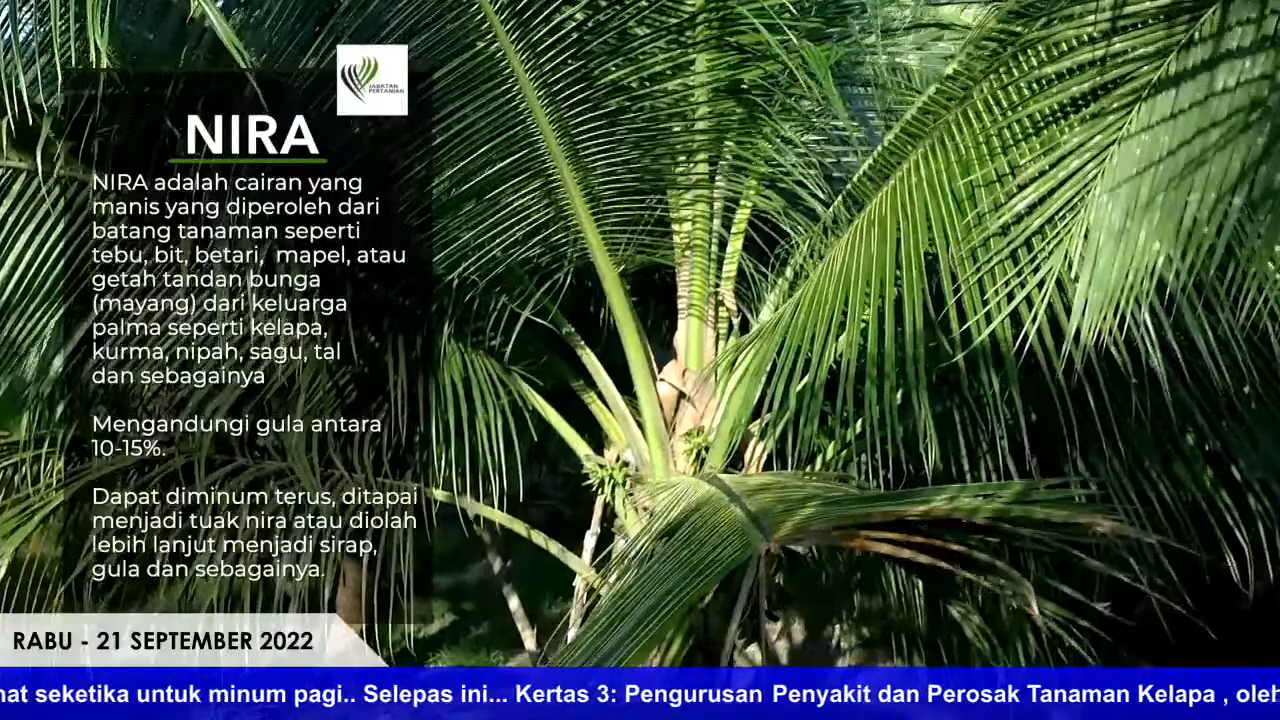 JABATAN
PERTANIAN
NIRA
NIRA adalah cairan yang
manis yang diperoleh dari
batang tanaman seperti
tebu, bit, betari,  mapel, atau
getah tandan bunga
(mayang) dari keluarga
palma seperti kelapa,
kurma, nipah, sagu, tal
dan sebagainya
Mengandungi gula antara
10-15%.
Dapat diminum terus, ditapai
menjadi tuak nira atau diolah
lebih lanjut menjadi sirap,
gula dan sebagainya.
RABU - 21 SEPTEMBER 2022
seketika untuk minum pagi.. Selepas ini... Kertas 3: Pengurusan Penyakit dan Perosak Tanaman Kelapa , oleh